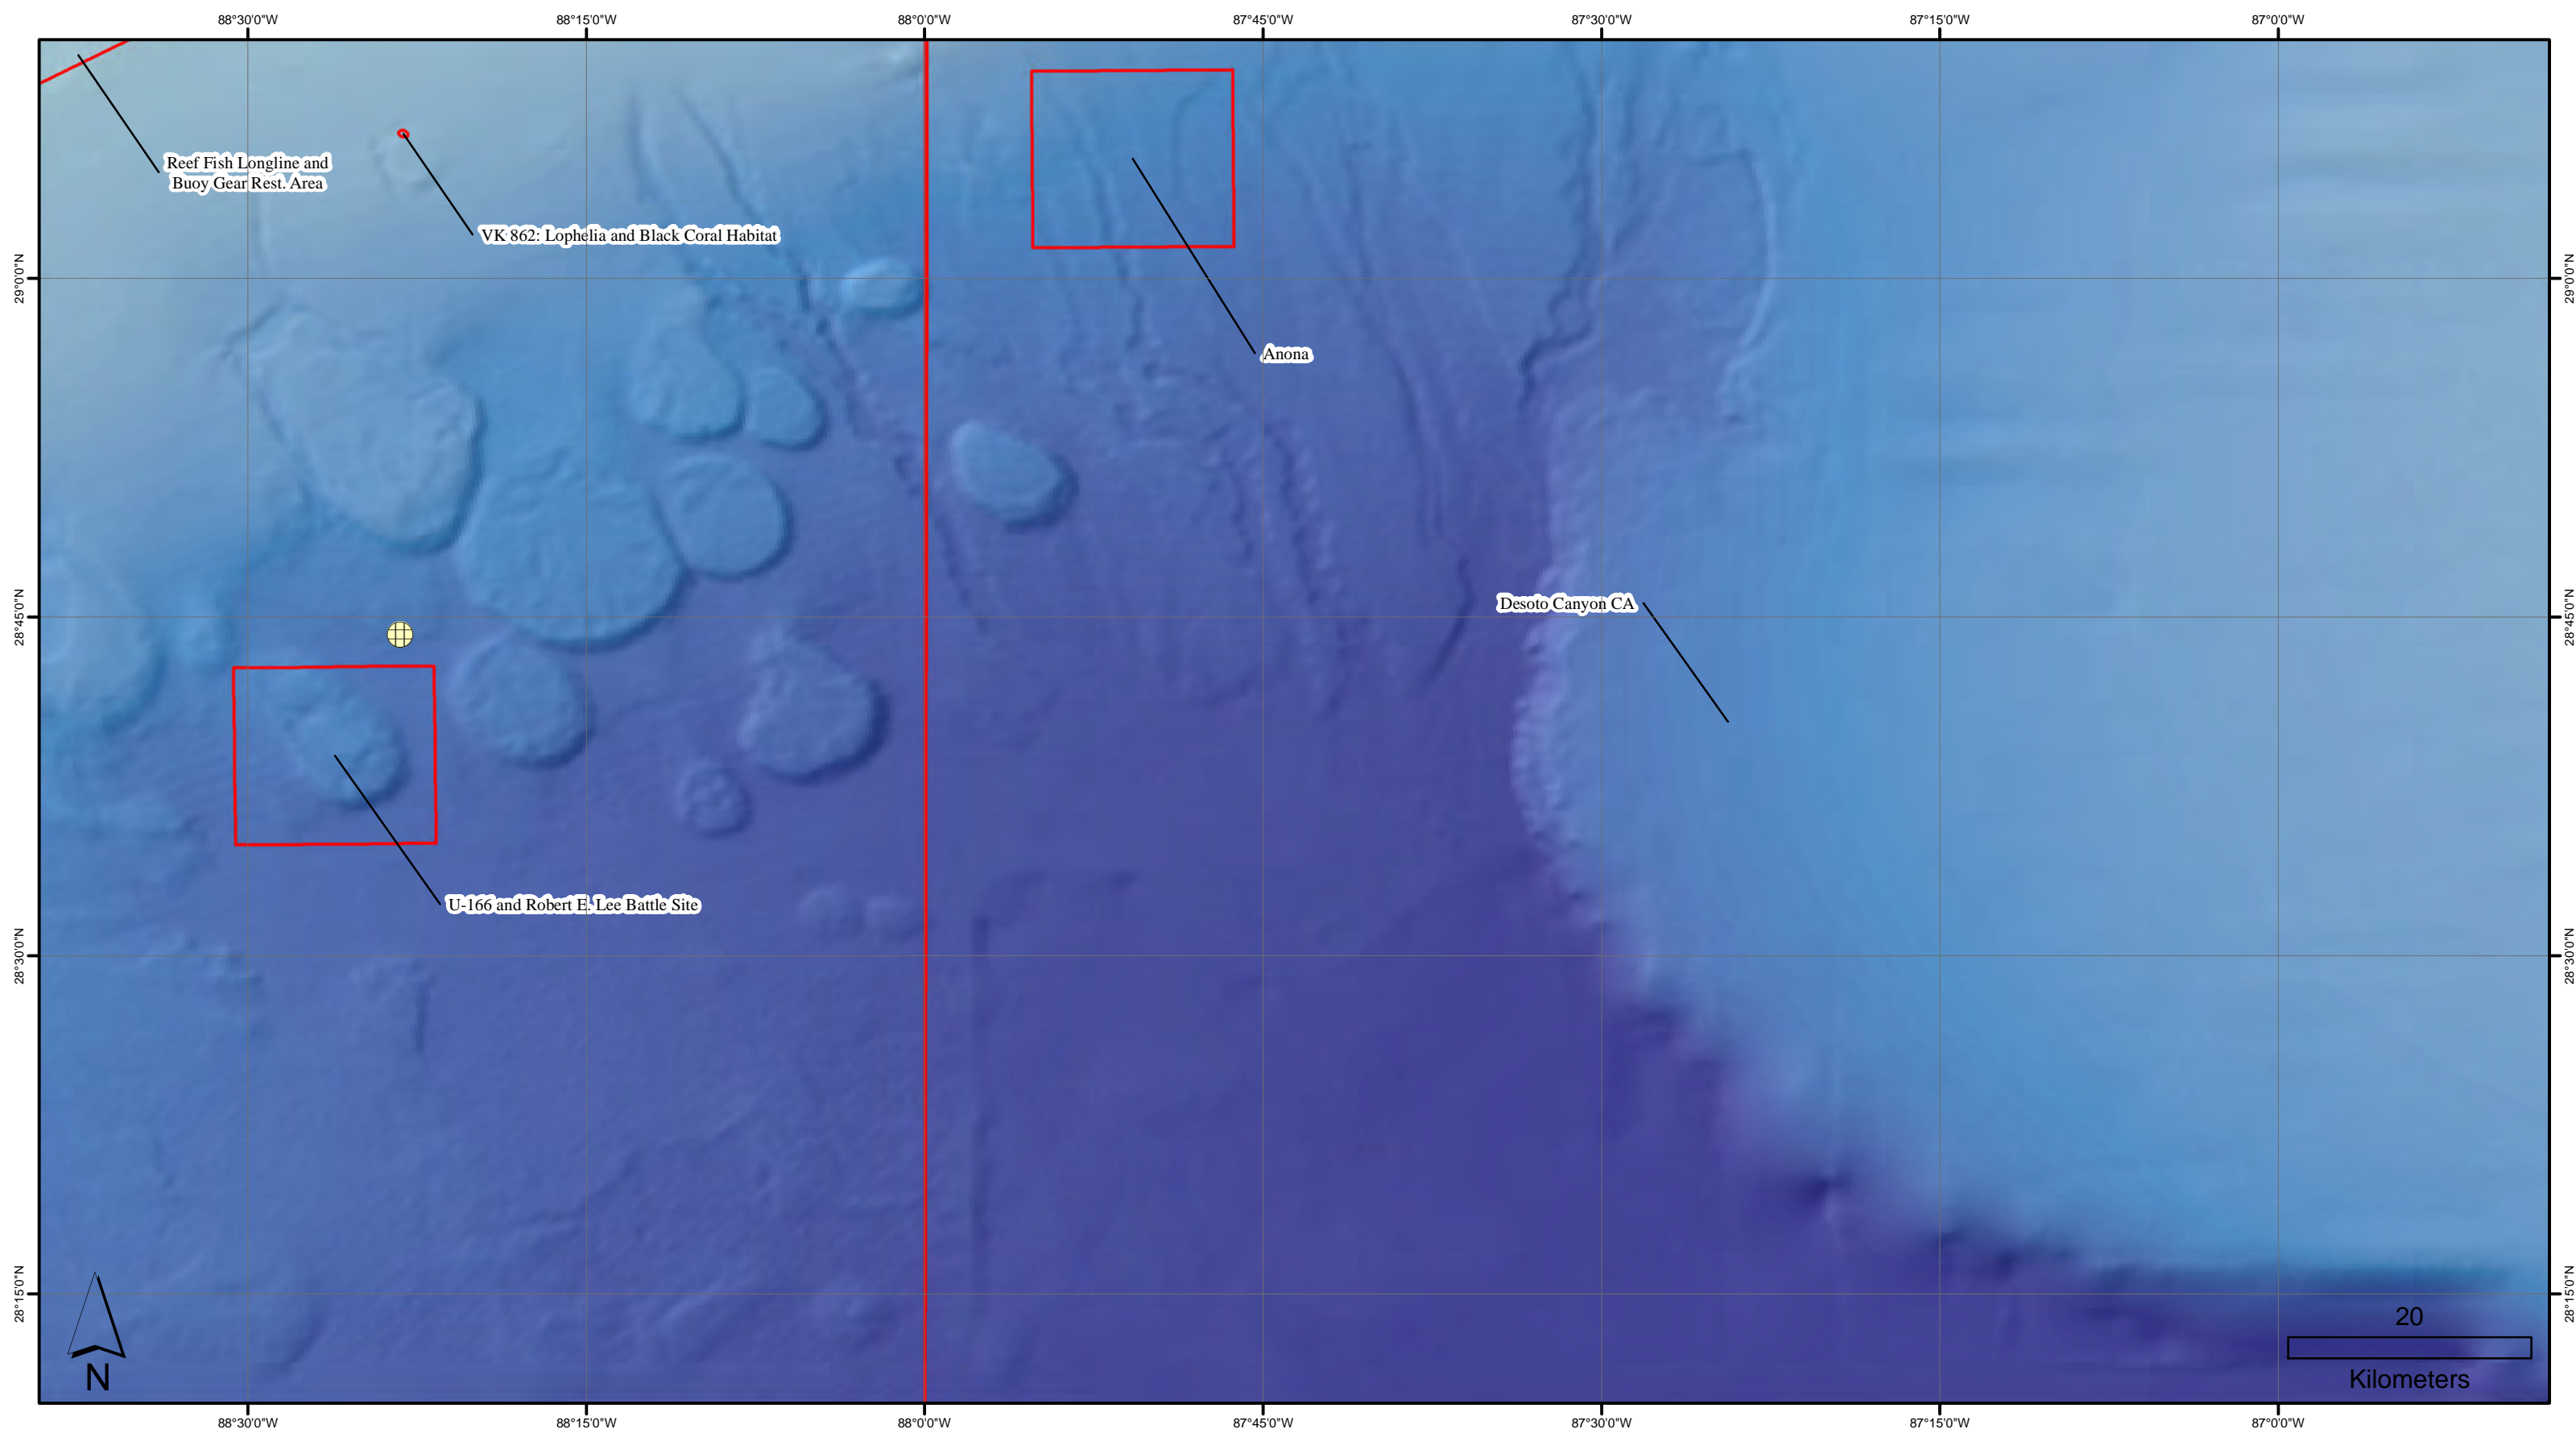 88°30'0"W
88°15'0"W
88°0'0"W
87°45'0"W
87°30'0"W
87°15'0"W
87°0'0"W
Reef Fish Longline and
Buoy Gear Rest. Area
VK 862: Lophelia and Black Coral Habitat
29°0'0"N
29°0'0"N
Anona
Desoto Canyon CA
28°45'0"N
28°45'0"N
U-166 and Robert E. Lee Battle Site
28°30'0"N
28°30'0"N
28°15'0"N
28°15'0"N
20
Kilometers
N
88°30'0"W
88°15'0"W
88°0'0"W
87°45'0"W
87°30'0"W
87°15'0"W
87°0'0"W